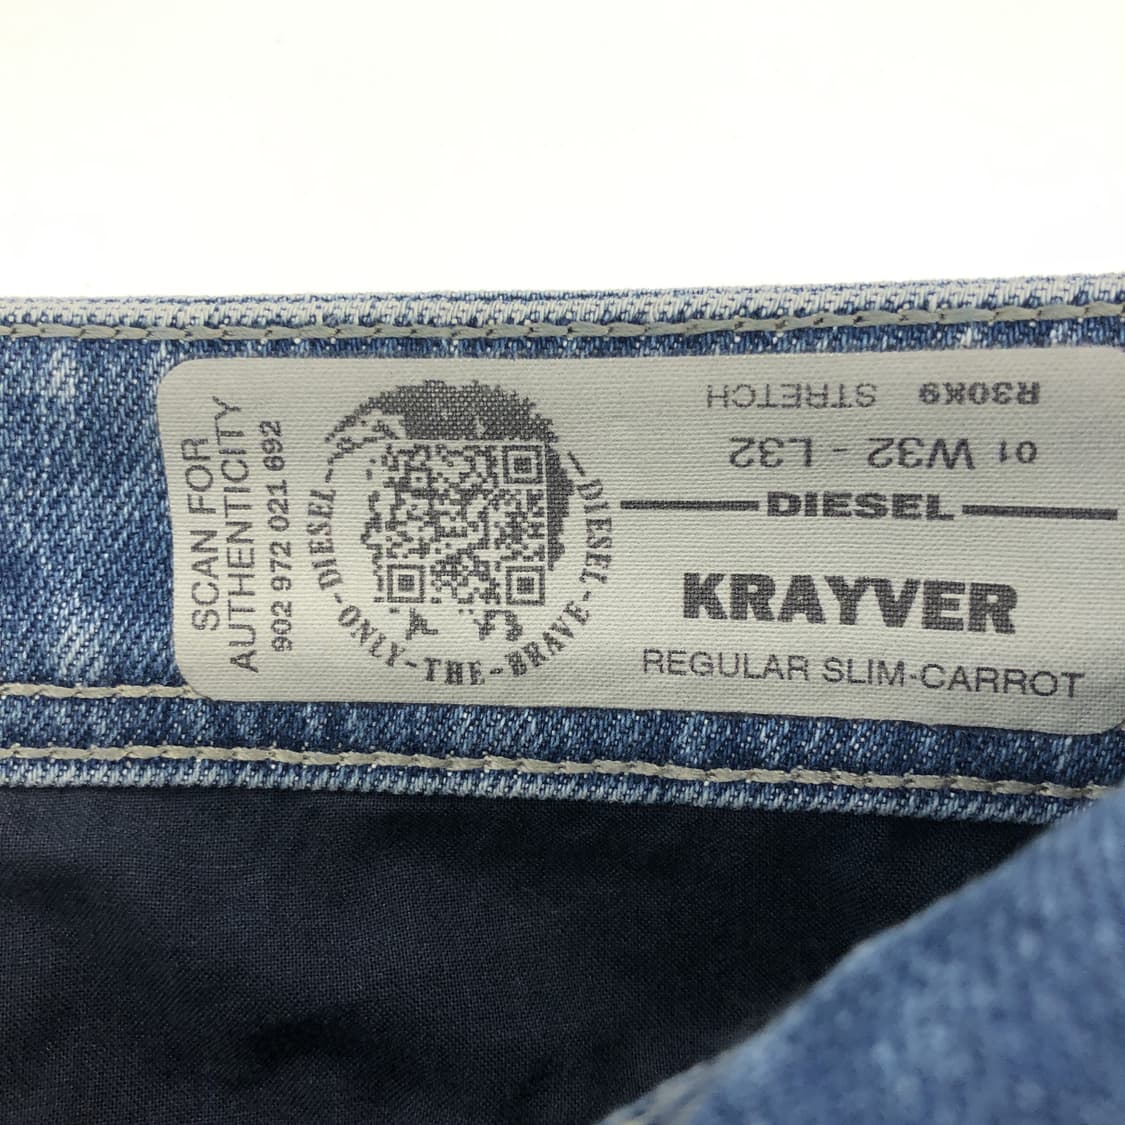 SCAN FOR
AUTHENTICITY
902 972 021 692
DIESEL-ONLY-THE-BRAVE-DIESEL
R30K9 STRETCH
01 W32 - L32
DIESEL
KRAYVER
REGULAR SLIM-CARROT